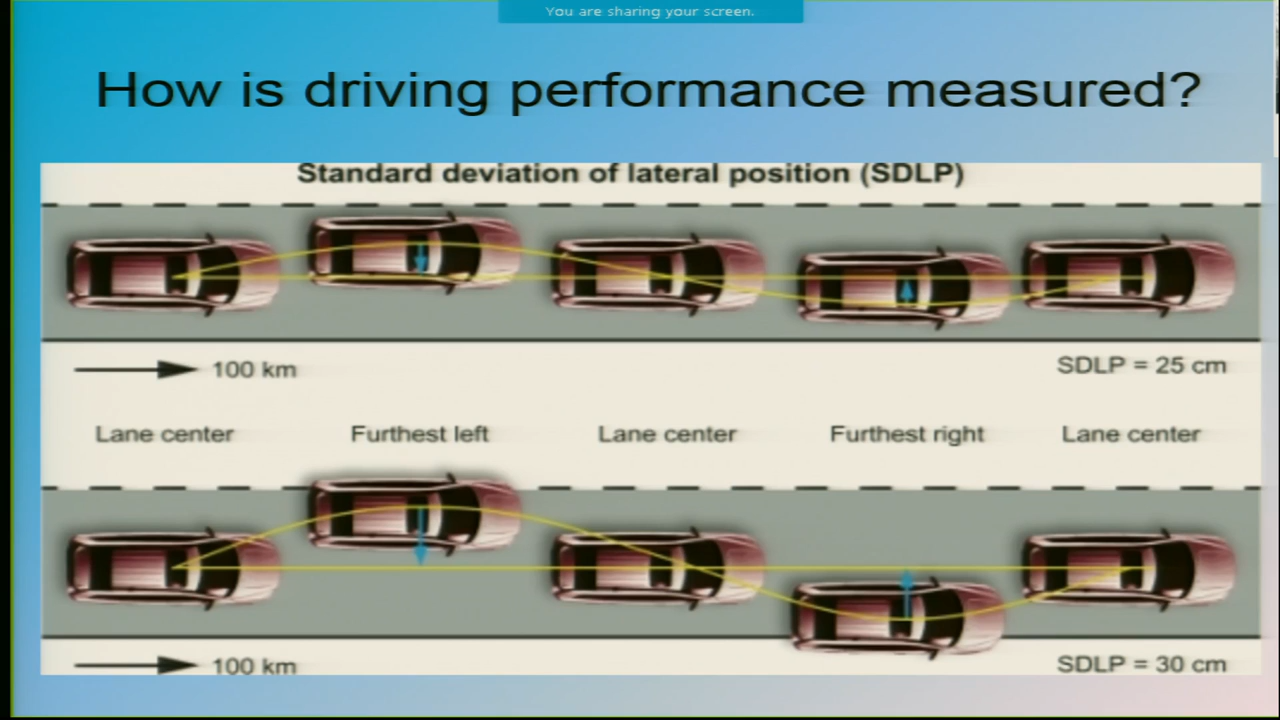 You are sharing your screen.
How is driving performance measured?
Standard deviation of lateral position (SDLP)
100 km
SDLP = 25 cm
Lane center Furthest left Lane center Furthest right Lane center
100 km
SDLP = 30 cm